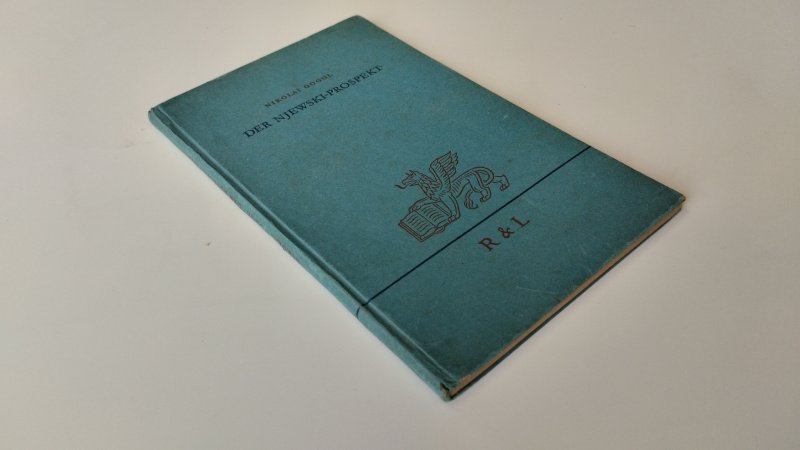 NIKOLAI GOGOL
DER NJEWSKI-PROSPEKT
R & L